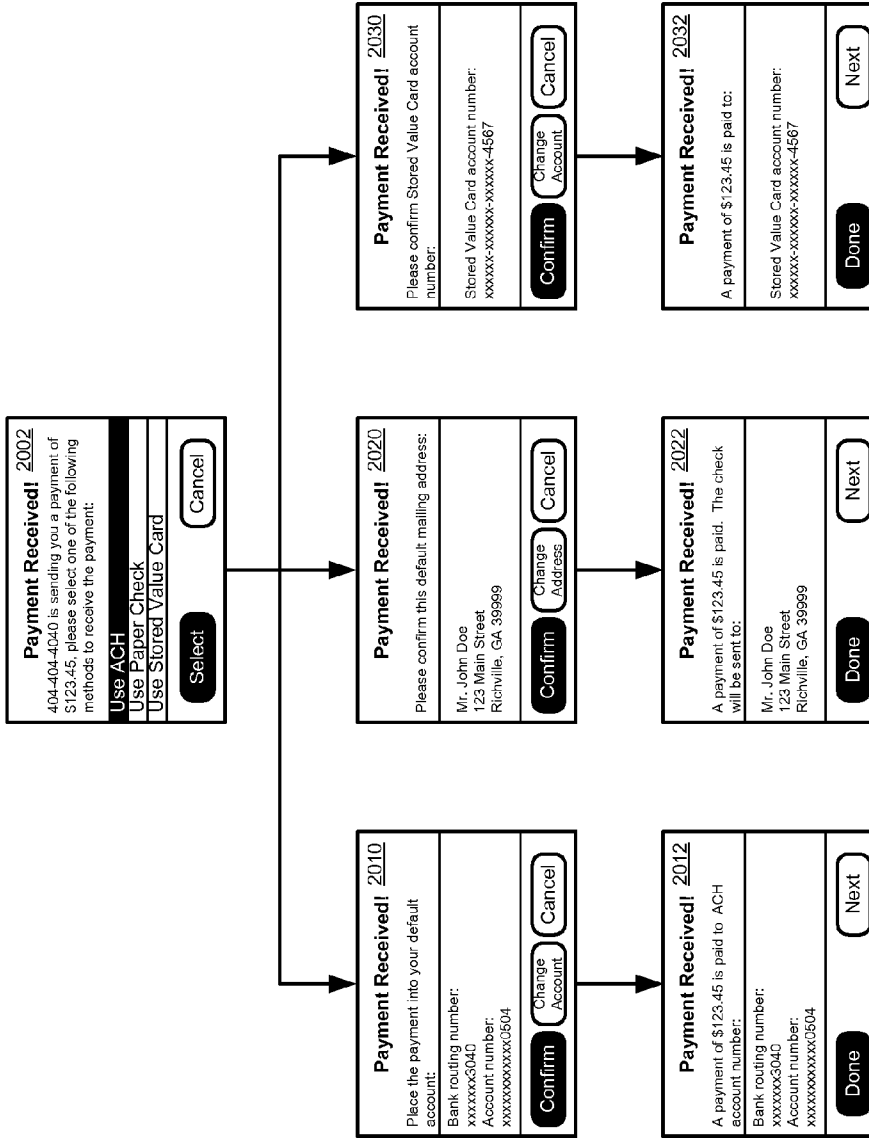 Payment Received! 2002
404-404-4040 is sending you a payment of
$123.45, please select one of the following
methods to receive the payment:
Use ACH
Use Paper Check
Use Stored Value Card
Select Cancel
Payment Received! 2010
Place the payment into your default
account:
Bank routing number:
xxxxxxx3040
Account number:
xxxxxxxxxxxxx0504
Confirm Change Account Cancel
Payment Received! 2020
Please confirm this default mailing address:
Mr. John Doe
123 Main Street
Richville, GA 39999
Confirm Change Address Cancel
Payment Received! 2030
Please confirm Stored Value Card account
number:
Stored Value Card account number:
xxxxxx-xxxxxx-xxxxxx-4567
Confirm Change Account Cancel
Payment Received! 2012
A payment of $123.45 is paid to ACH
account number:
Bank routing number:
xxxxxxx3040
Account number:
xxxxxxxxxxxxx0504
Done Next
Payment Received! 2022
A payment of $123.45 is paid. The check
will be sent to:
Mr. John Doe
123 Main Street
Richville, GA 39999
Done Next
Payment Received! 2032
A payment of $123.45 is paid to:
Stored Value Card account number:
xxxxxx-xxxxxx-xxxxxx-4567
Done Next